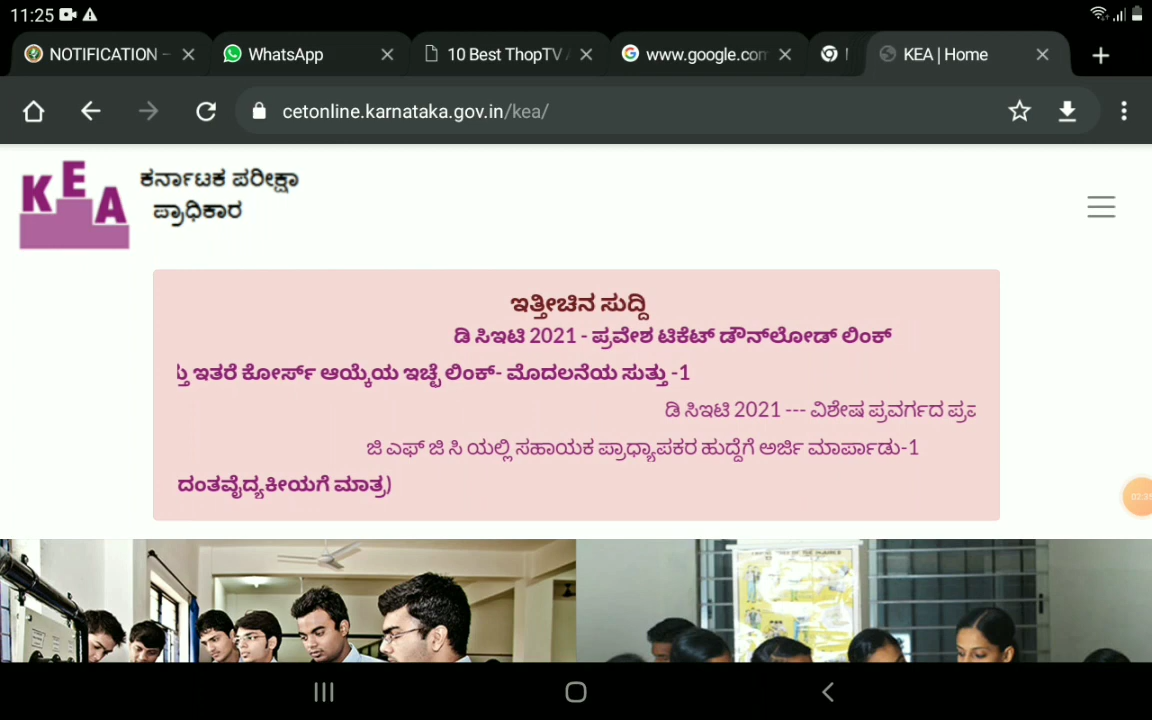 11:25
NOTIFICATION
WhatsApp
10 Best ThopTV
www.google.com
KEA | Home
cetonline.karnataka.gov.in/kea/
KEA
ಕರ್ನಾಟಕ ಪರೀಕ್ಷಾ
ಪ್ರಾಧಿಕಾರ
ಇತ್ತೀಚಿನ ಸುದ್ದಿ
ಡಿ ಸಿಇಟಿ 2021 - ಪ್ರವೇಶ ಟಿಕೆಟ್ ಡೌನ್‌ಲೋಡ್ ಲಿಂಕ್
ಇತರೆ ಕೋರ್ಸ್ ಆಯ್ಕೆಯ ಇಚ್ಛೆ ಲಿಂಕ್- ಮೊದಲನೆಯ ಸುತ್ತು -1
ಡಿ ಸಿಇಟಿ 2021 --- ವಿಶೇಷ ಪ್ರವರ್ಗದ
ಜಿ ಎಫ್ ಜಿ ಸಿ ಯಲ್ಲಿ ಸಹಾಯಕ ಪ್ರಾಧ್ಯಾಪಕರ ಹುದ್ದೆಗೆ ಅರ್ಜಿ ಮಾರ್ಪಾಡು-1
ದಂತವೈದ್ಯಕೀಯಗೆ ಮಾತ್ರ)